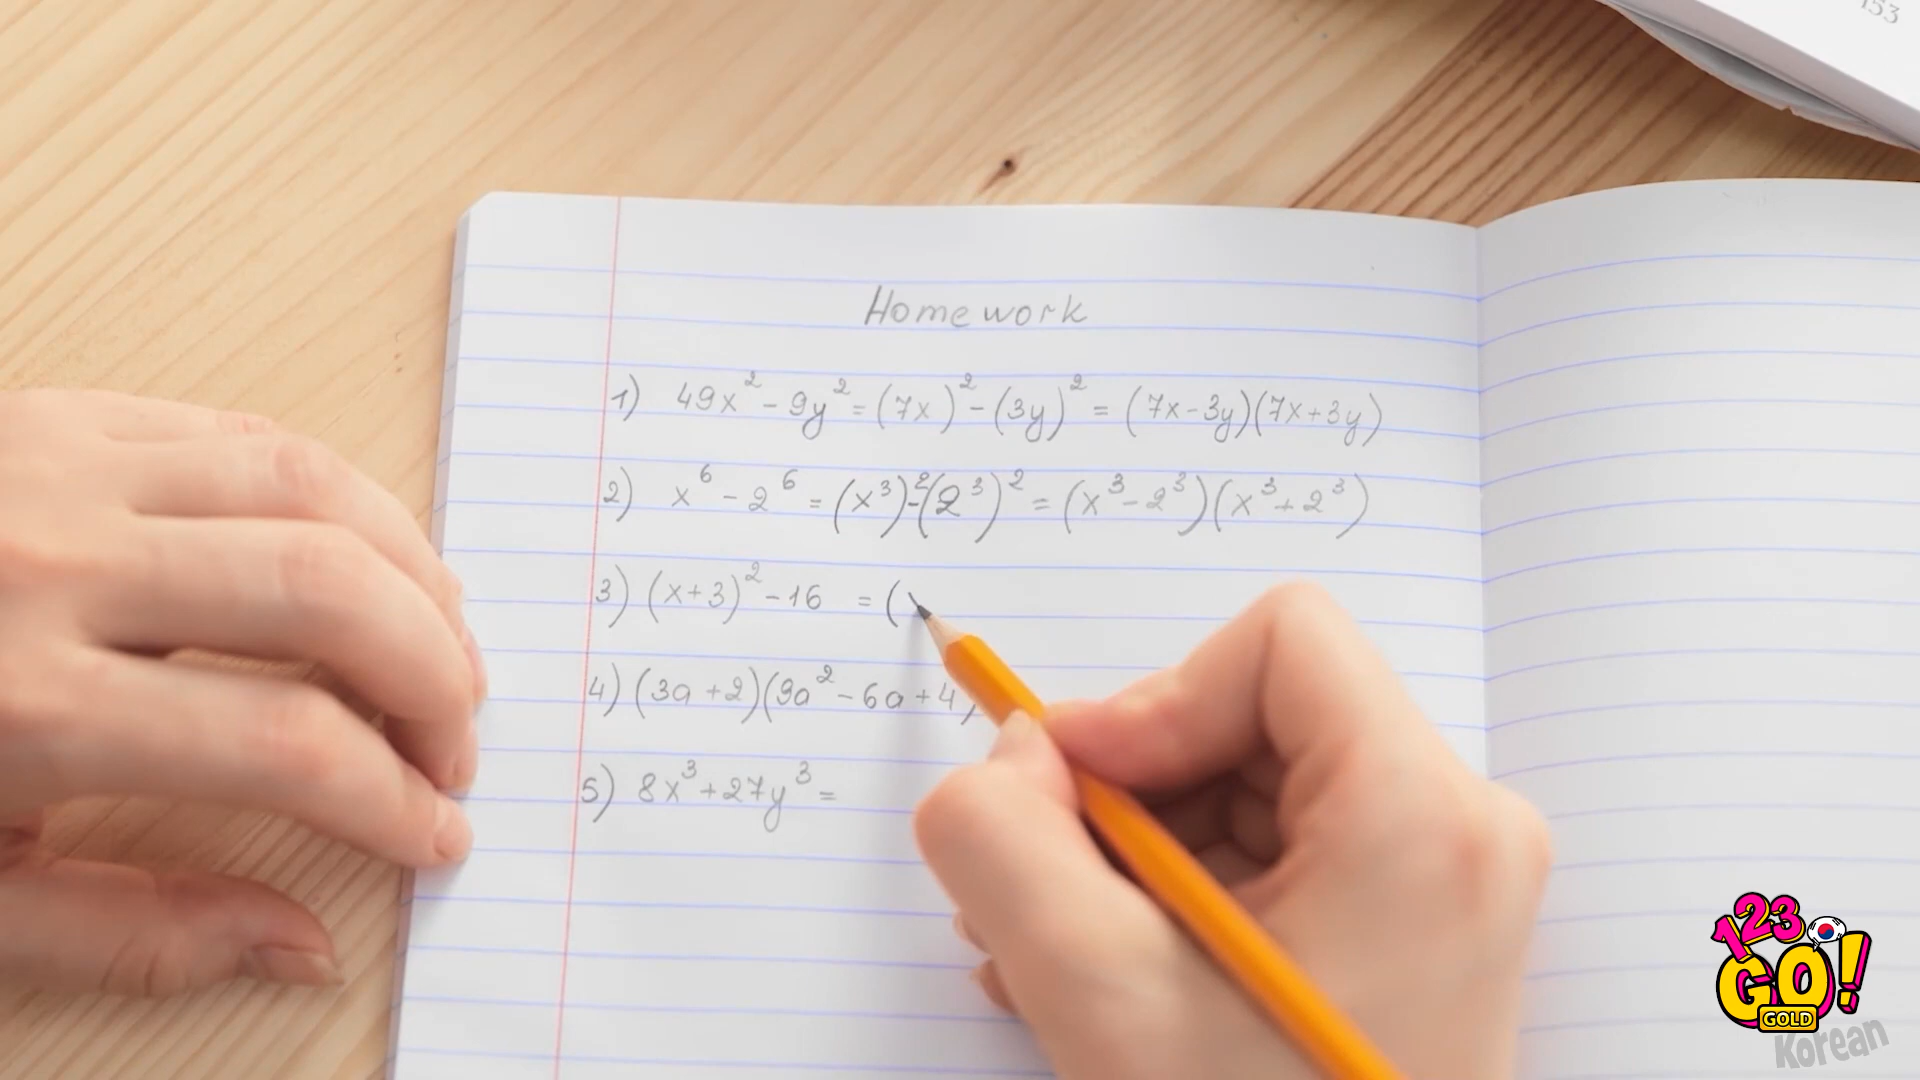 153
Homework
1) 49x² - 9y² = (7x)² - (3y)² = (7x - 3y)(7x + 3y)
2) x⁶ - 2⁶ = (x³)² - (2³)² = (x³ - 2³)(x³ + 2³)
3) (x + 3)² - 16 = (
4) (3a + 2)(9a² - 6a + 4)
5) 8x³ + 27y³ =
123
GO!
GOLD
Korean